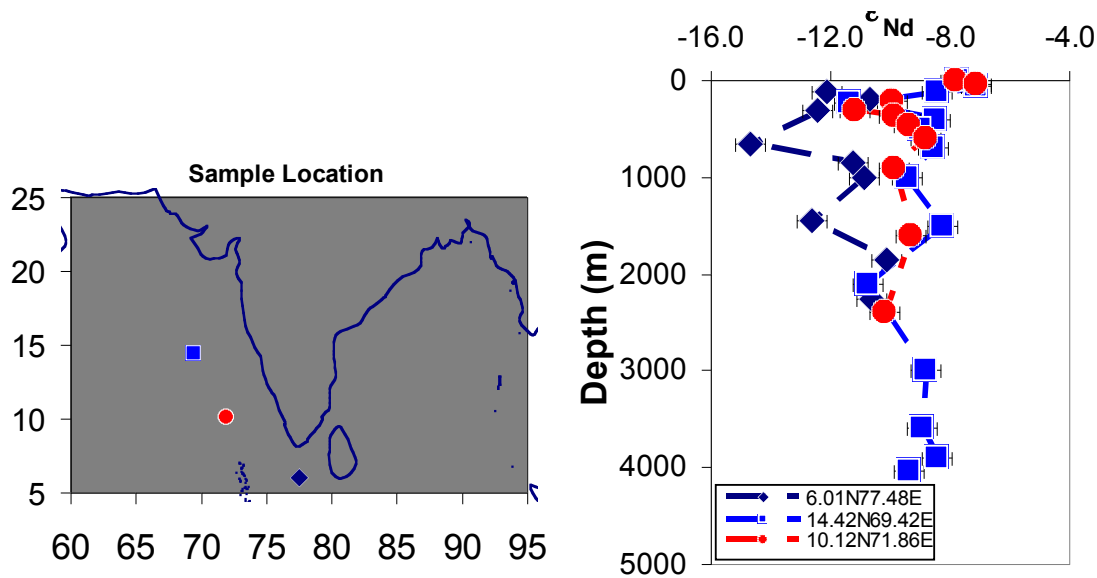 Sample Location
25
20
15
10
5
60 65 70 75 80 85 90 95
ε Nd
-16.0 -12.0 -8.0 -4.0
0
1000
2000
3000
4000
5000
Depth (m)
6.01N77.48E
14.42N69.42E
10.12N71.86E